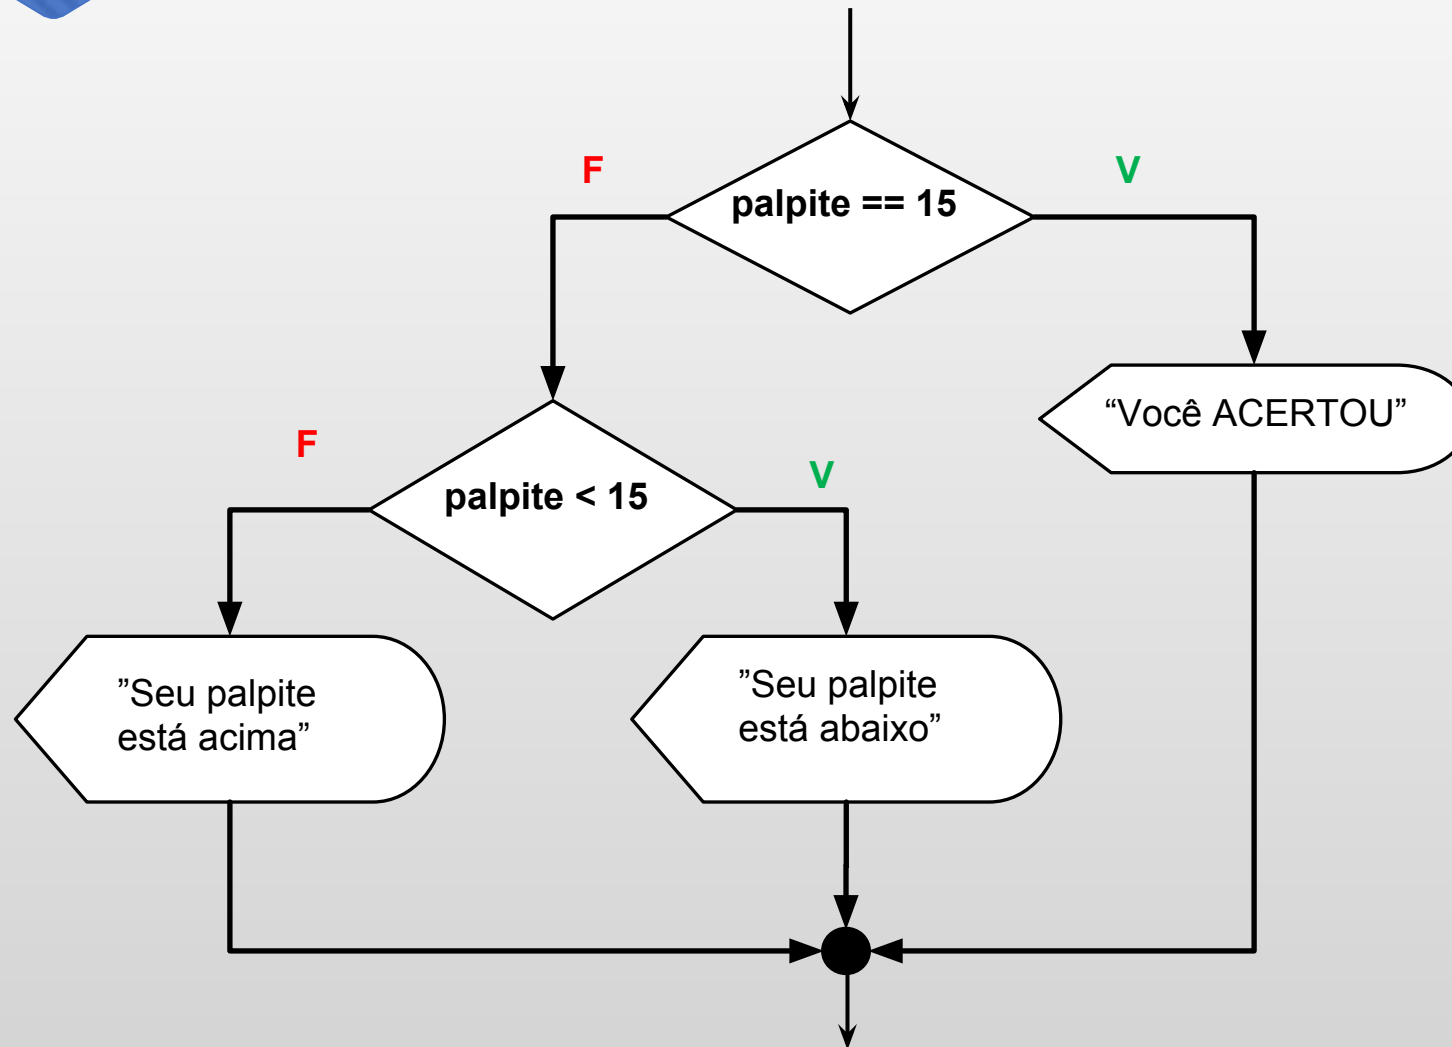 F
V
palpite == 15
“Você ACERTOU”
F
V
palpite < 15
”Seu palpite
está acima”
”Seu palpite
está abaixo”